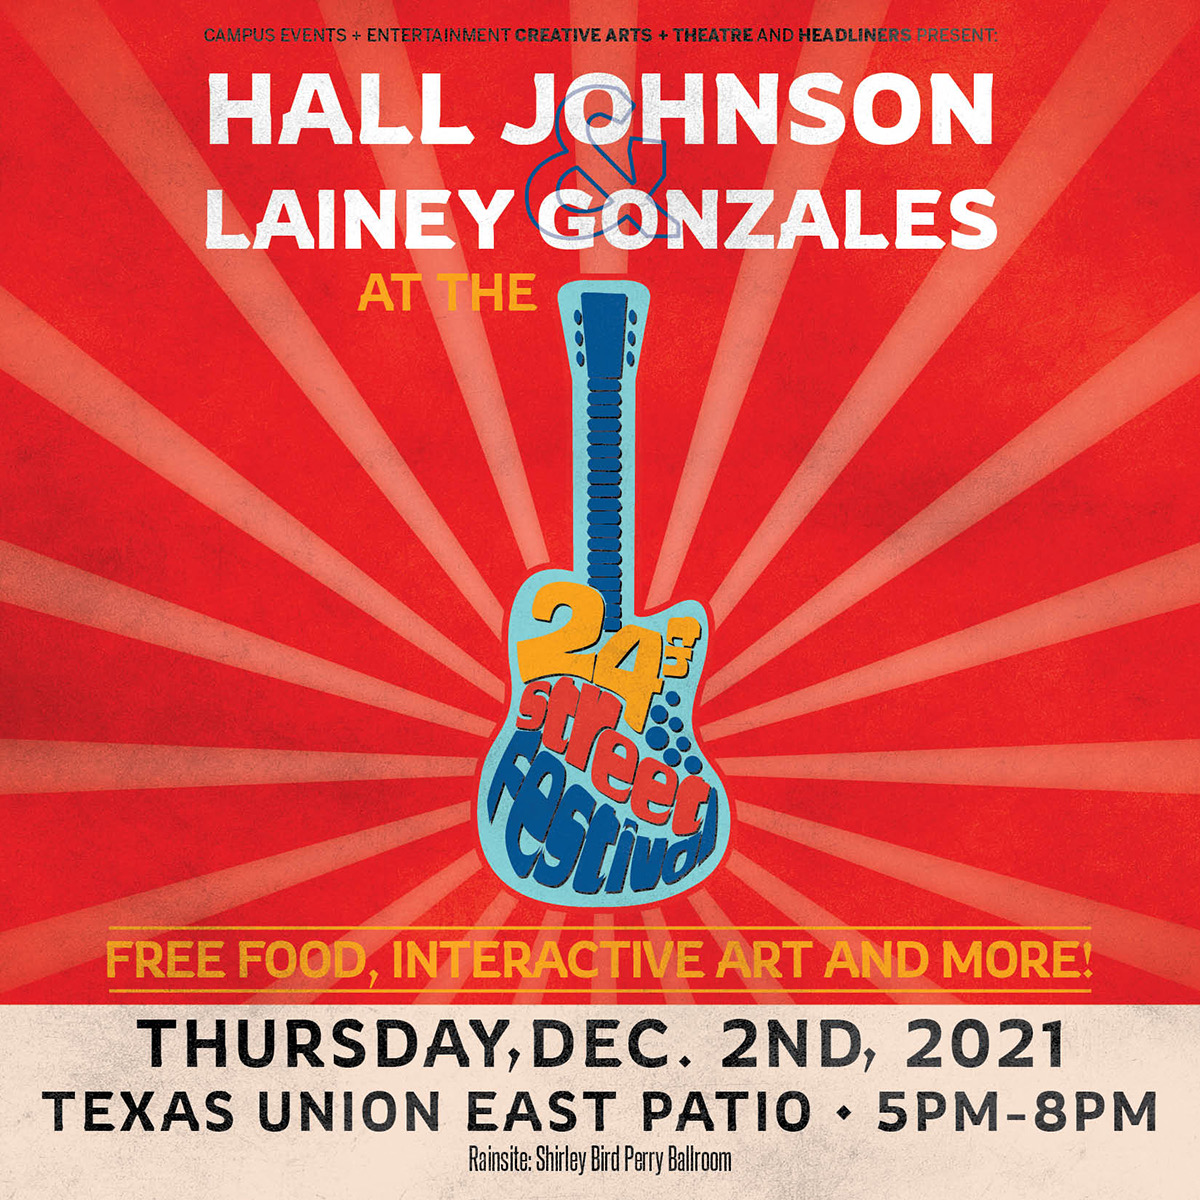 CAMPUS EVENTS + ENTERTAINMENT CREATIVE ARTS + THEATRE AND HEADLINERS PRESENT:
HALL JOHNSON
&
LAINEY GONZALES
AT THE
24th
street
Festival
FREE FOOD, INTERACTIVE ART AND MORE!
THURSDAY, DEC. 2ND, 2021
TEXAS UNION EAST PATIO • 5PM-8PM
Rainsite: Shirley Bird Perry Ballroom